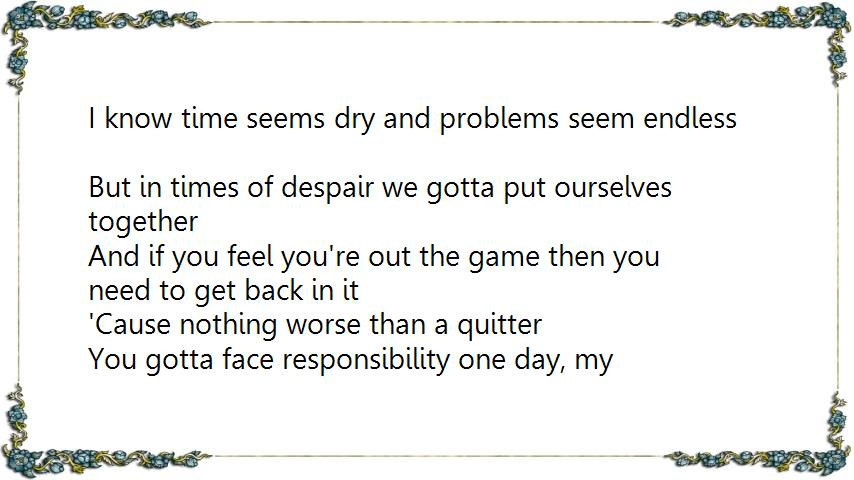 I know time seems dry and problems seem endless
But in times of despair we gotta put ourselves
together
And if you feel you're out the game then you
need to get back in it
'Cause nothing worse than a quitter
You gotta face responsibility one day, my